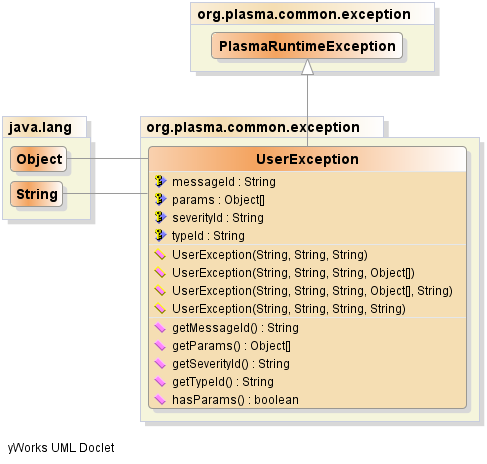 org.plasma.common.exception
PlasmaRuntimeException
java.lang
Object
String
org.plasma.common.exception
UserException
messageId : String
params : Object[]
severityId : String
typeId : String
UserException(String, String, String)
UserException(String, String, String, Object[])
UserException(String, String, String, Object[], String)
UserException(String, String, String, String)
getMessageId() : String
getParams() : Object[]
getSeverityId() : String
getTypeId() : String
hasParams() : boolean
yWorks UML Doclet